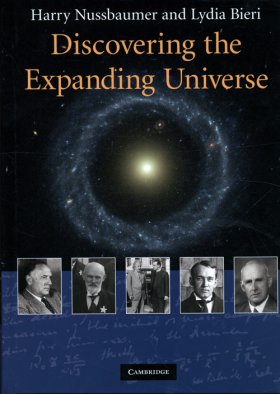 Harry Nussbaumer and Lydia Bieri
Discovering the
Expanding Universe
CAMBRIDGE